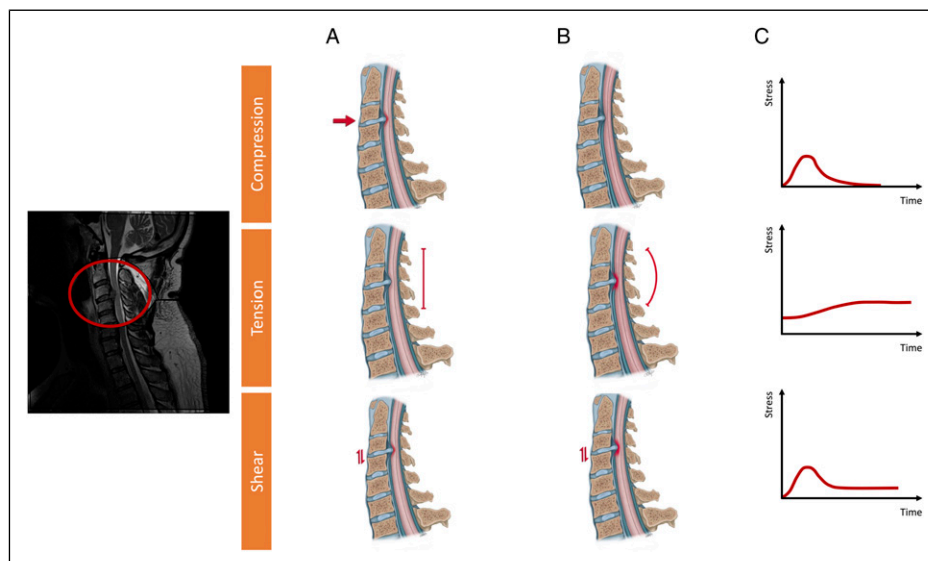 A
B
C
Compression
Stress
Time
Tension
Stress
Time
Shear
Stress
Time